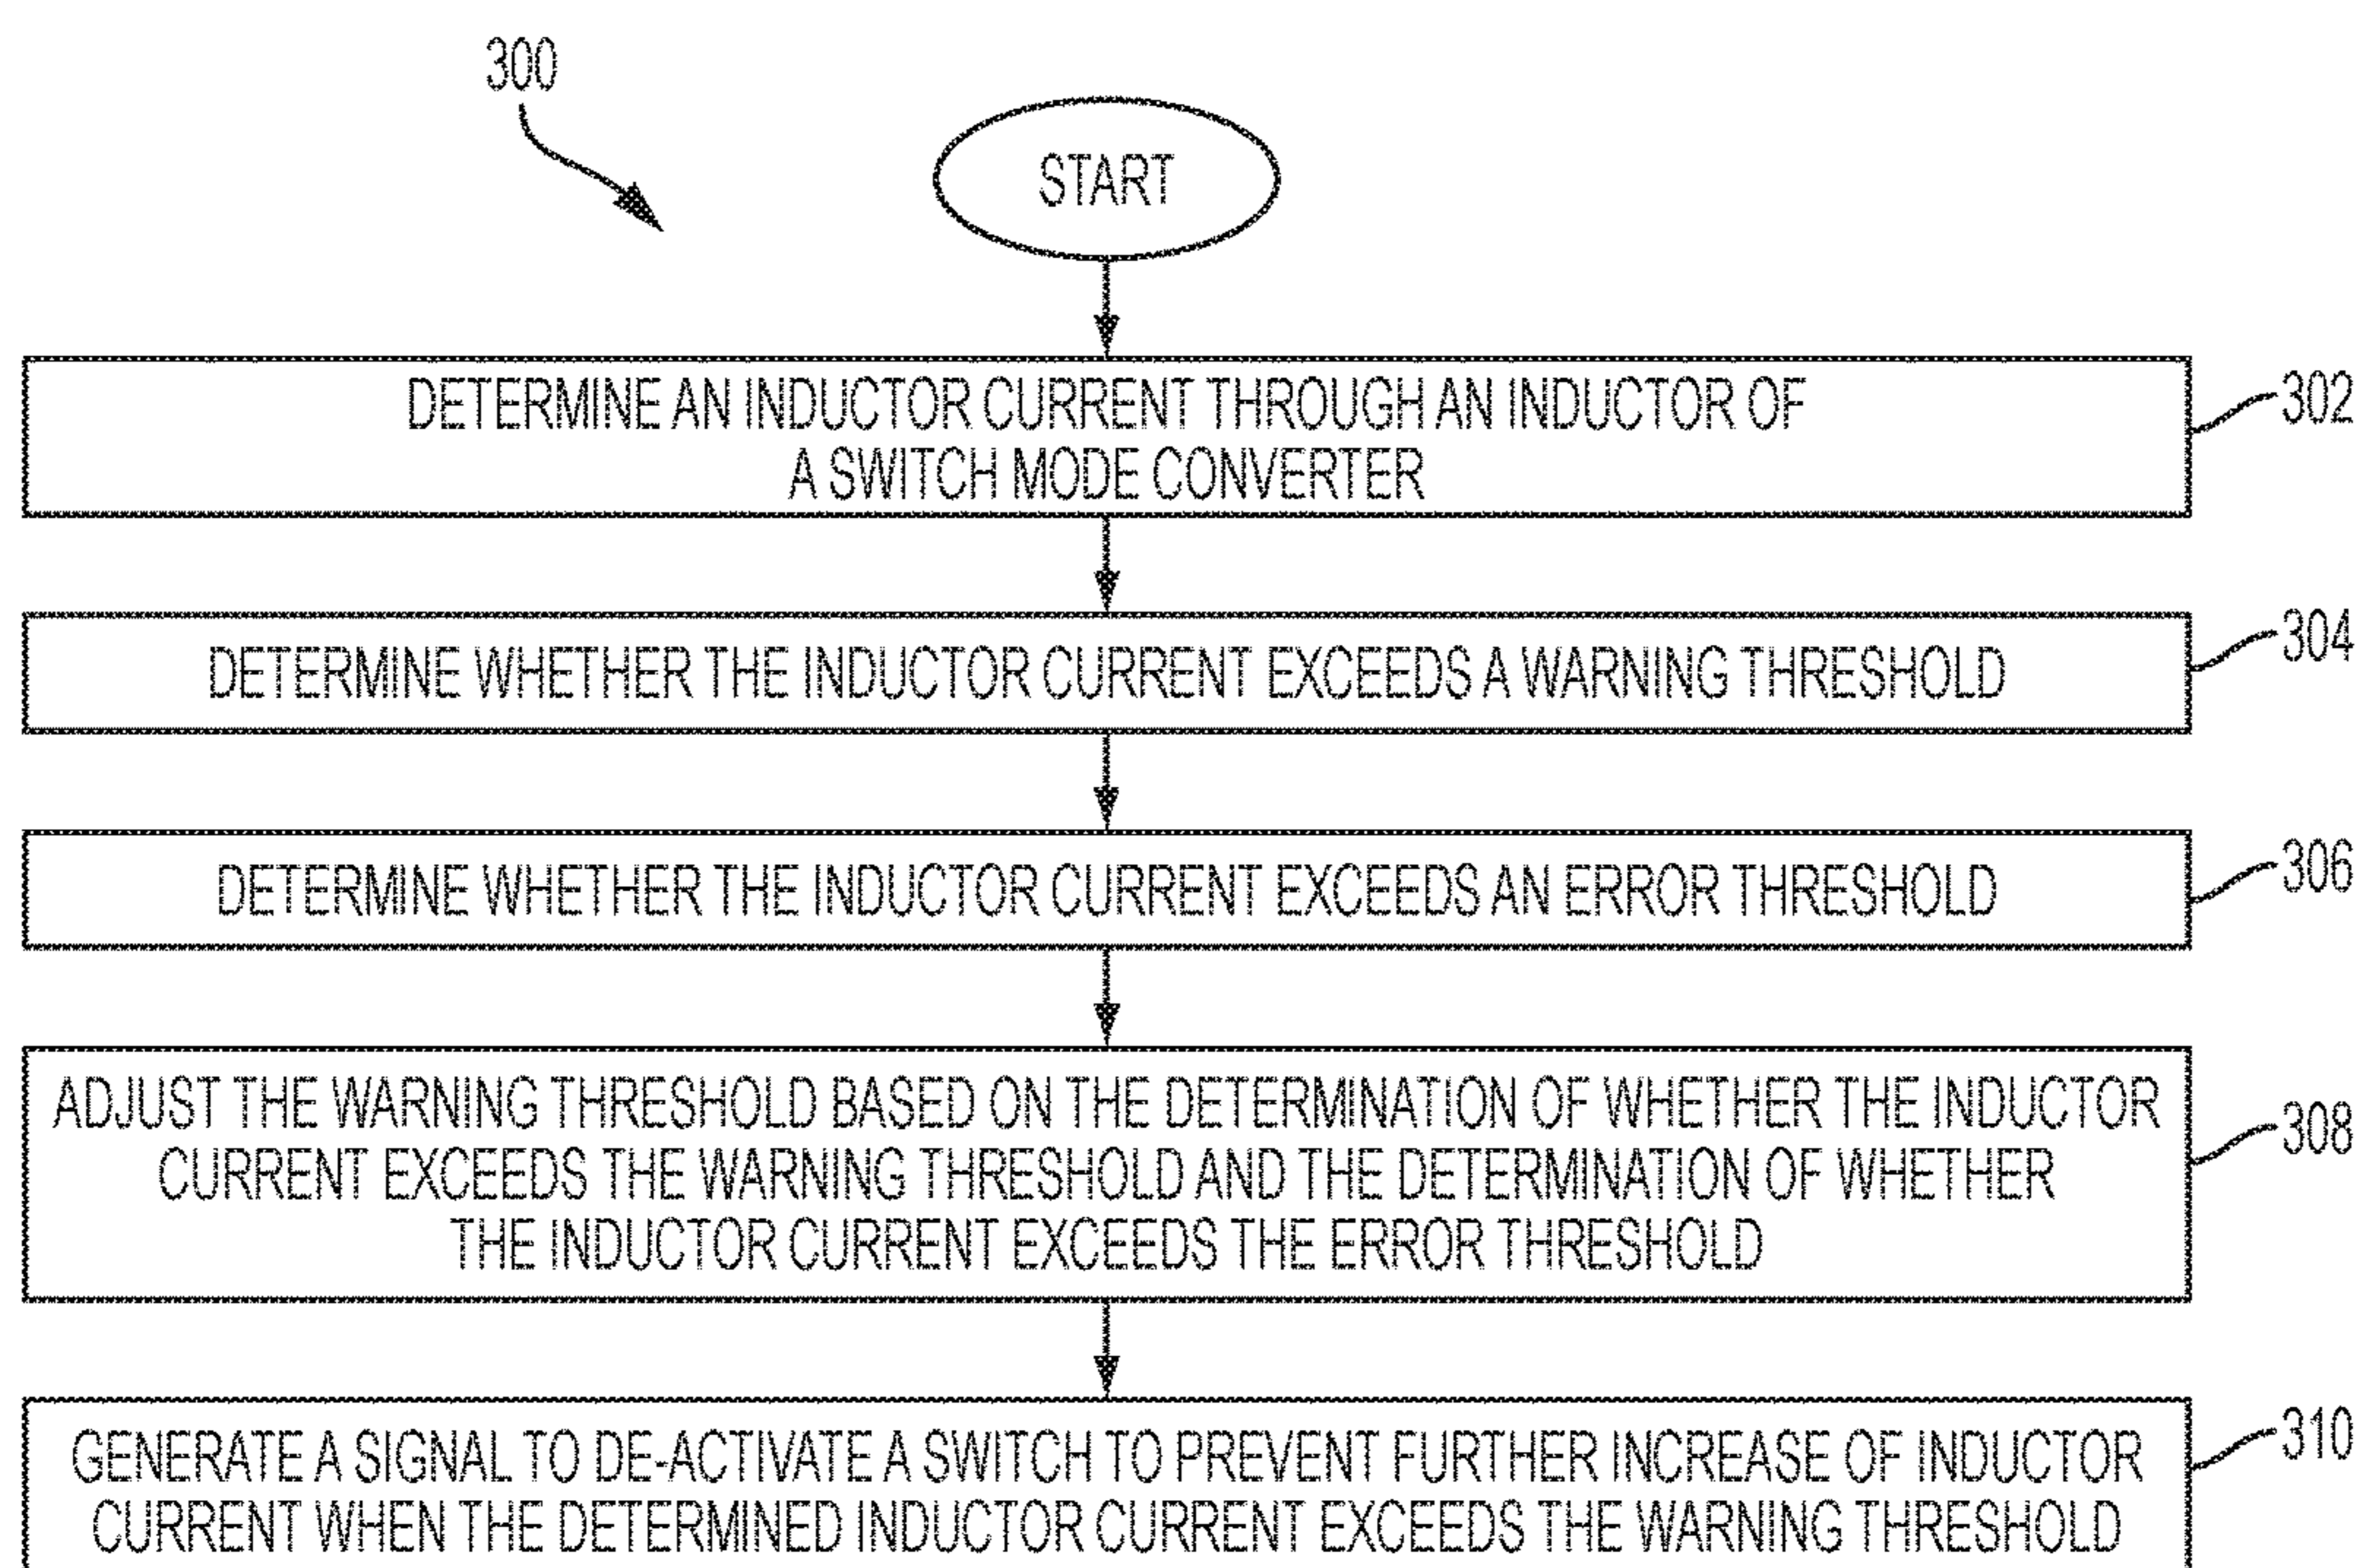 300
START
DETERMINE AN INDUCTOR CURRENT THROUGH AN INDUCTOR OF
A SWITCH MODE CONVERTER
302
DETERMINE WHETHER THE INDUCTOR CURRENT EXCEEDS A WARNING THRESHOLD
304
DETERMINE WHETHER THE INDUCTOR CURRENT EXCEEDS AN ERROR THRESHOLD
306
ADJUST THE WARNING THRESHOLD BASED ON THE DETERMINATION OF WHETHER THE INDUCTOR
CURRENT EXCEEDS THE WARNING THRESHOLD AND THE DETERMINATION OF WHETHER
THE INDUCTOR CURRENT EXCEEDS THE ERROR THRESHOLD
308
GENERATE A SIGNAL TO DE-ACTIVATE A SWITCH TO PREVENT FURTHER INCREASE OF INDUCTOR
CURRENT WHEN THE DETERMINED INDUCTOR CURRENT EXCEEDS THE WARNING THRESHOLD
310